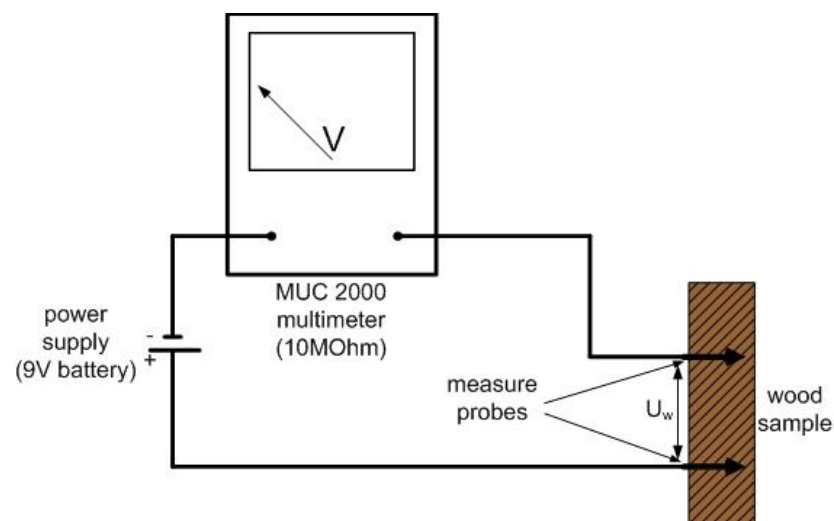 V
MUC 2000
multimeter
(10MOhm)
power
supply
(9V battery)
-
+
measure
probes
U_w
wood
sample